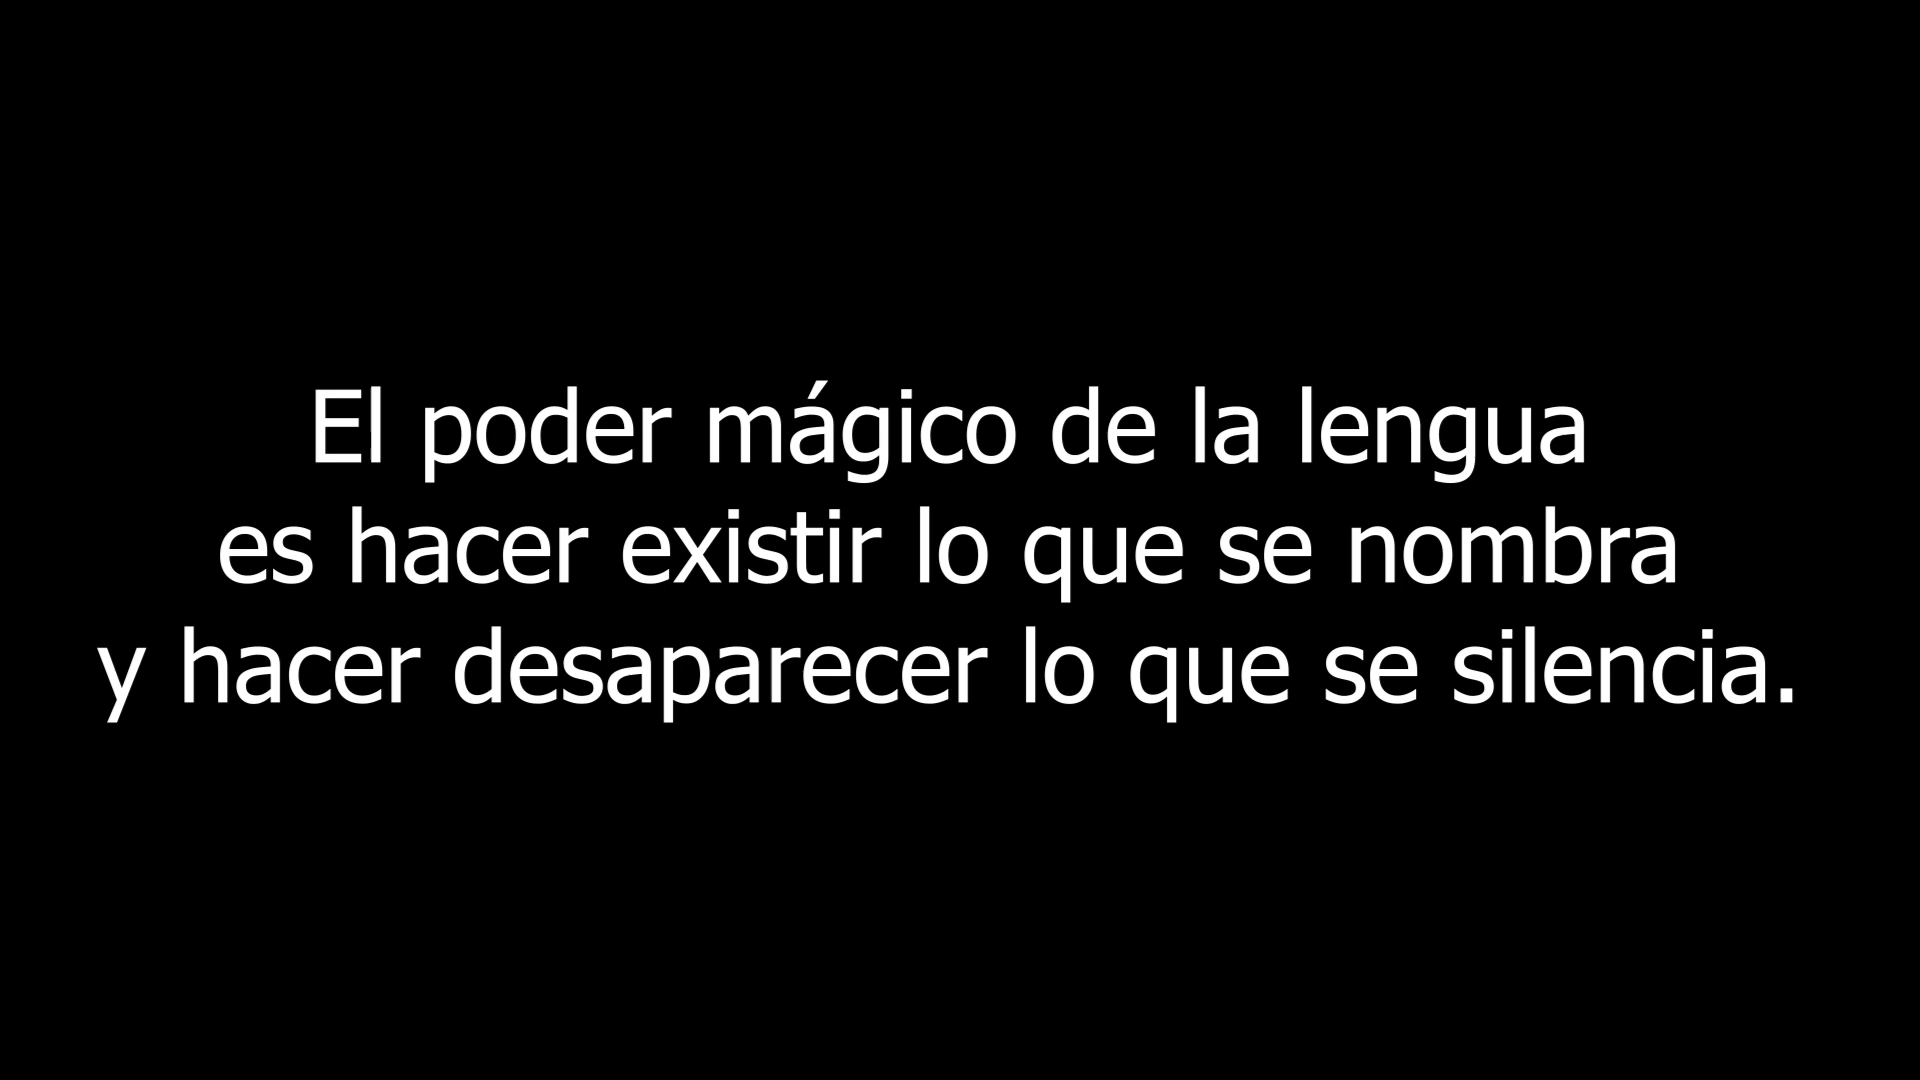 El poder mágico de la lengua
es hacer existir lo que se nombra
y hacer desaparecer lo que se silencia.